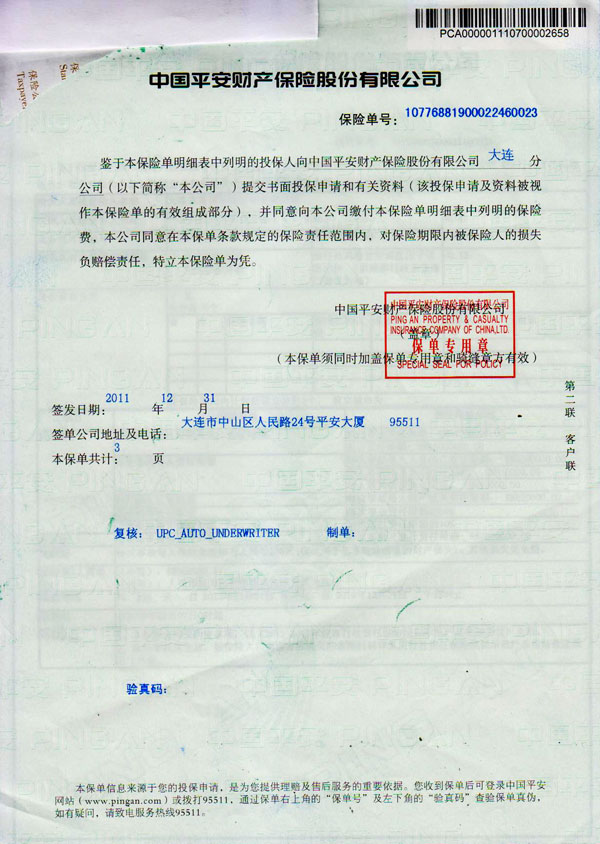 PCA000001110700002658
保
Stam
保险公
Taxpaye
中国平安财产保险股份有限公司
保险单号： 10776881900022460023
鉴于本保险单明细表中列明的投保人向中国平安财产保险股份有限公司 大连 分
公司（以下简称“本公司”）提交书面投保申请和有关资料（该投保申请及资料被视
作本保险单的有效组成部分），并同意向本公司缴付本保险单明细表中列明的保险
费，本公司同意在本保单条款规定的保险责任范围内，对保险期限内被保险人的损失
负赔偿责任，特立本保险单为凭。
中国平安财产保险股份有限公司
（盖章）
（本保单须同时加盖保单专用章和骑缝章方有效）
中国平安财产保险股份有限公司
PING AN PROPERTY & CASUALTY
INSURANCE COMPANY OF CHINA,LTD.
保单专用章
SPECIAL SEAL FOR POLICY
第二联 客户联
签发日期： 2011 年 12 月 31 日
签单公司地址及电话： 大连市中山区人民路24号平安大厦 95511
本保单共计： 3 页
复核： UPC_AUTO_UNDERWRITER 制单：
验真码：
本保单信息来源于您的投保申请，是为您提供理赔及售后服务的重要依据。您收到保单后可登录中国平安
网站（www.pingan.com）或拨打95511，通过保单右上角的“保单号”及左下角的“验真码”查验保单真伪，
如有疑问，请致电服务热线95511。